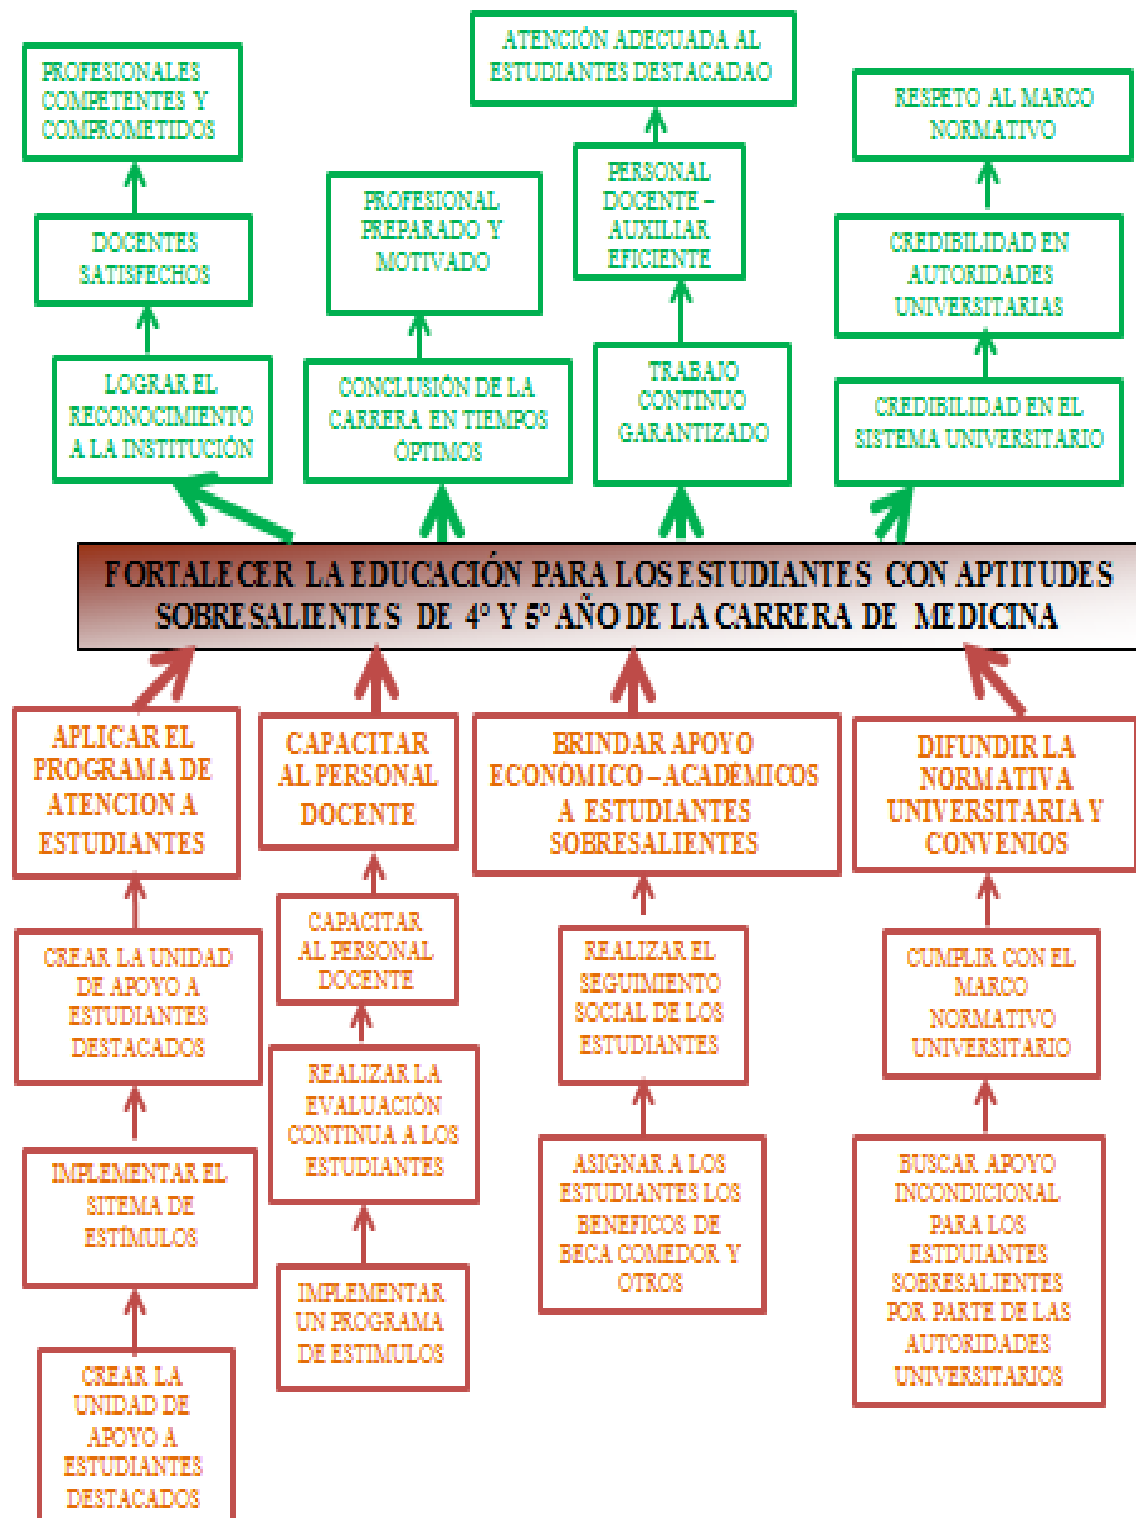 ATENCIÓN ADECUADA AL
ESTUDIANTES DESTACADAO
PROFESIONALES
COMPETENTES Y
COMPROMETIDOS
RESPETO AL MARCO
NORMATIVO
PERSONAL
DOCENTE –
AUXILIAR
EFICIENTE
PROFESIONAL
PREPARADO Y
MOTIVADO
DOCENTES
SATISFECHOS
CREDIBILIDAD EN
AUTORIDADES
UNIVERSITARIAS
LOGRAR EL
RECONOCIMIENTO
A LA INSTITUCIÓN
CONCLUSIÓN DE LA
CARRERA EN TIEMPOS
ÓPTIMOS
TRABAJO
CONTINUO
GARANTIZADO
CREDIBILIDAD EN EL
SISTEMA UNIVERSITARIO
FORTALECER LA EDUCACIÓN PARA LOS ESTUDIANTES CON APTITUDES
SOBRESALIENTES DE 4° Y 5° AÑO DE LA CARRERA DE MEDICINA
APLICAR EL
PROGRAMA DE
ATENCION A
ESTUDIANTES
CAPACITAR
AL PERSONAL
DOCENTE
BRINDAR APOYO
ECONÓMICO – ACADÉMICOS
A ESTUDIANTES
SOBRESALIENTES
DIFUNDIR LA
NORMATIVA
UNIVERSITARIA Y
CONVENIOS
CREAR LA UNIDAD
DE APOYO A
ESTUDIANTES
DESTACADOS
CAPACITAR
AL PERSONAL
DOCENTE
REALIZAR EL
SEGUIMIENTO
SOCIAL DE LOS
ESTUDIANTES
CUMPLIR CON EL
MARCO
NORMATIVO
UNIVERSITARIO
IMPLEMENTAR EL
SITEMA DE
ESTÍMULOS
REALIZAR LA
EVALUACIÓN
CONTINUA A LOS
ESTUDIANTES
ASIGNAR A LOS
ESTUDIANTES LOS
BENEFICOS DE
BECA COMEDOR Y
OTROS
BUSCAR APOYO
INCONDICIONAL
PARA LOS
ESTDUIANTES
SOBRESALIENTES
POR PARTE DE LAS
AUTORIDADES
UNIVERSITARIOS
IMPLEMENTAR
UN PROGRAMA
DE ESTIMULOS
CREAR LA
UNIDAD DE
APOYO A
ESTUDIANTES
DESTACADOS